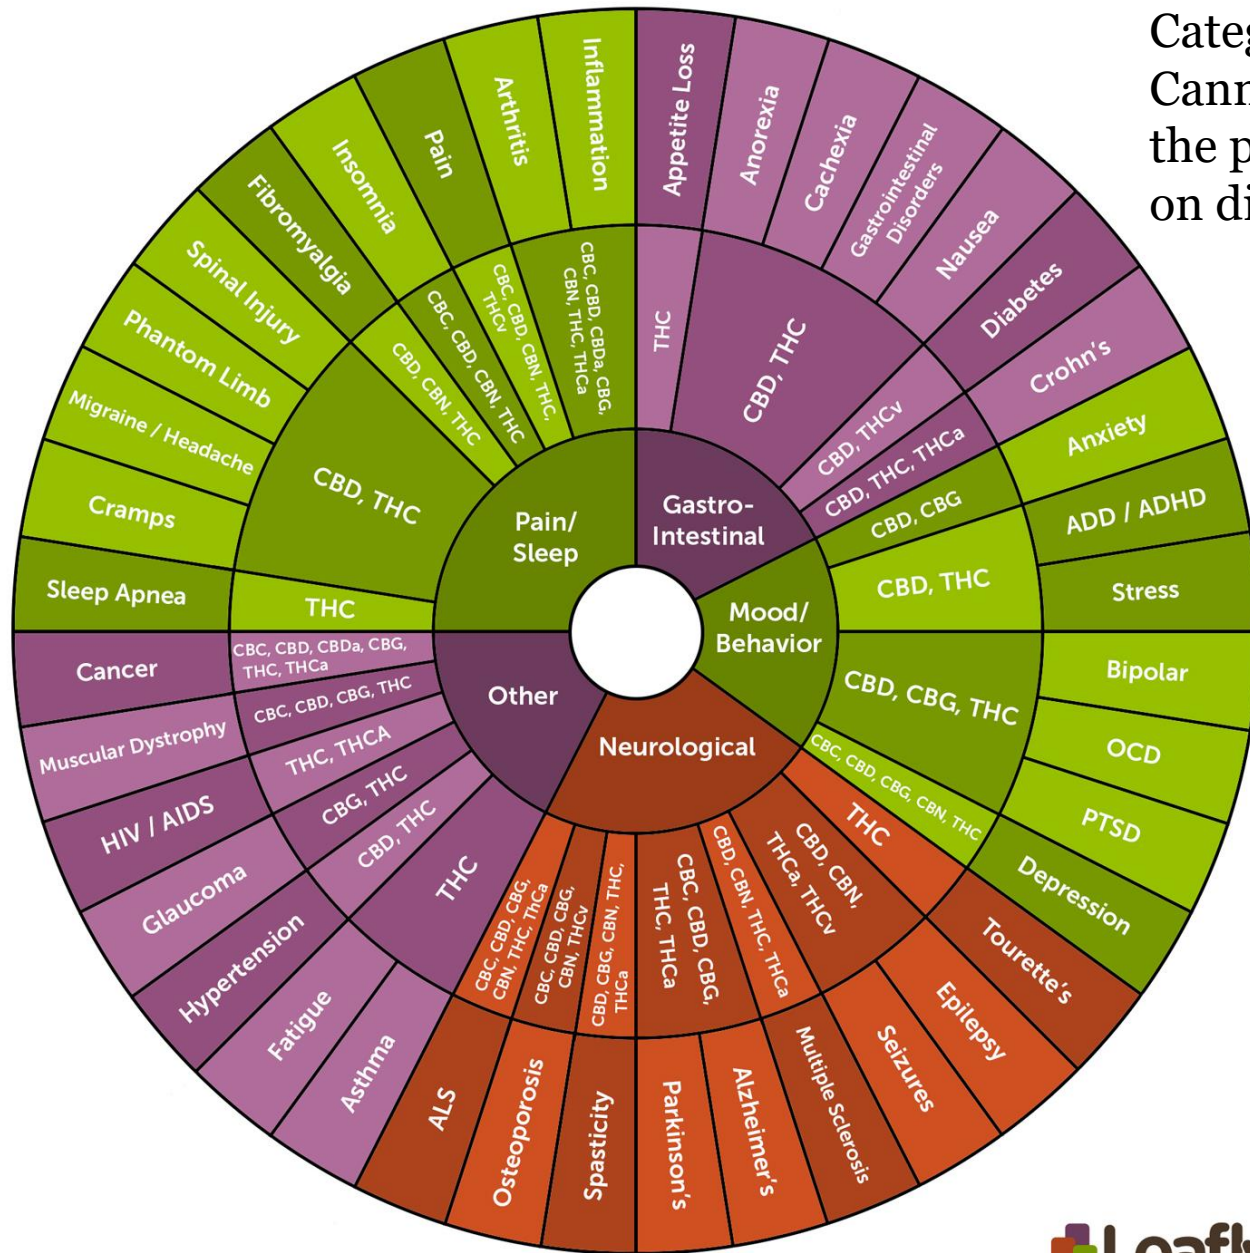 Inflammation
Appetite Loss
Anorexia
Cachexia
Gastrointestinal
Disorders
Nausea
Diabetes
Crohn's
Anxiety
ADD / ADHD
Stress
Bipolar
OCD
PTSD
Depression
Tourette's
Epilepsy
Seizures
Multiple Sclerosis
Alzheimer's
Parkinson's
Spasticity
Osteoporosis
ALS
Asthma
Fatigue
Hypertension
Glaucoma
HIV / AIDS
Muscular Dystrophy
Cancer
Sleep Apnea
Cramps
Migraine / Headache
Phantom Limb
Spinal Injury
Fibromyalgia
Insomnia
Pain
Arthritis
CBC, CBD, CBDa, CBG,
CBN, THC, THCa
THC
CBD, THC
CBD, THCv
CBD, THC, THCa
CBD, CBG
CBD, THC
CBD, CBG, THC
CBC, CBD, CBG, CBN, THC
THC
CBD, CBN,
THCa, THCv
CBD, CBN, THC, THCa
CBC, CBD, CBG,
THC, THCa
CBD, CBG, CBN, THC,
THCa
CBC, CBD, CBG,
CBN, THCv
CBC, CBD, CBG,
CBN, THC, ThCa
THC
CBD, THC
CBG, THC
THC, THCA
CBC, CBD, CBG, THC
CBC, CBD, CBDa, CBG,
THC, THCa
THC
CBD, THC
CBD, CBN, THC
CBC, CBD, CBN, THC
CBC, CBD, CBN, THC,
THCv
Pain/
Sleep
Gastro-
Intestinal
Mood/
Behavior
Neurological
Other
the
on